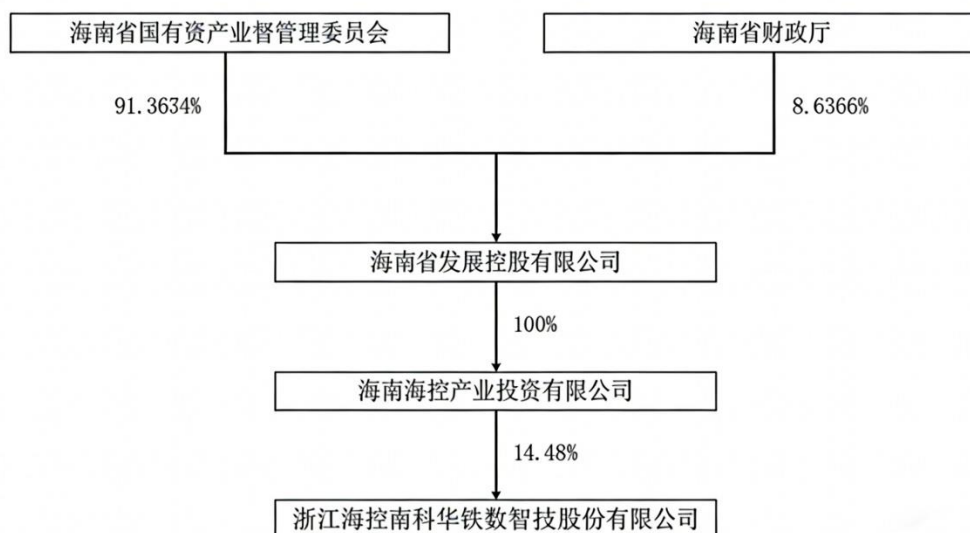 海南省国有资产业督管理委员会
海南省财政厅
91.3634%
8.6366%
海南省发展控股有限公司
100%
海南海控产业投资有限公司
14.48%
浙江海控南科华铁数智技股份有限公司